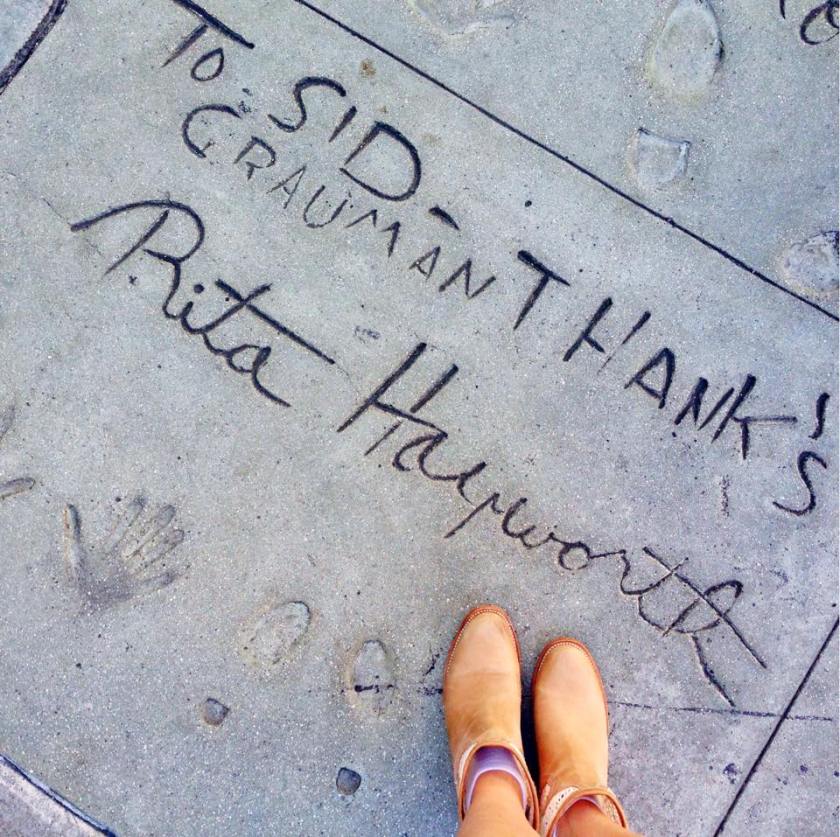 To SID- THANK'S
GRAUMAN
Rita Hayworth